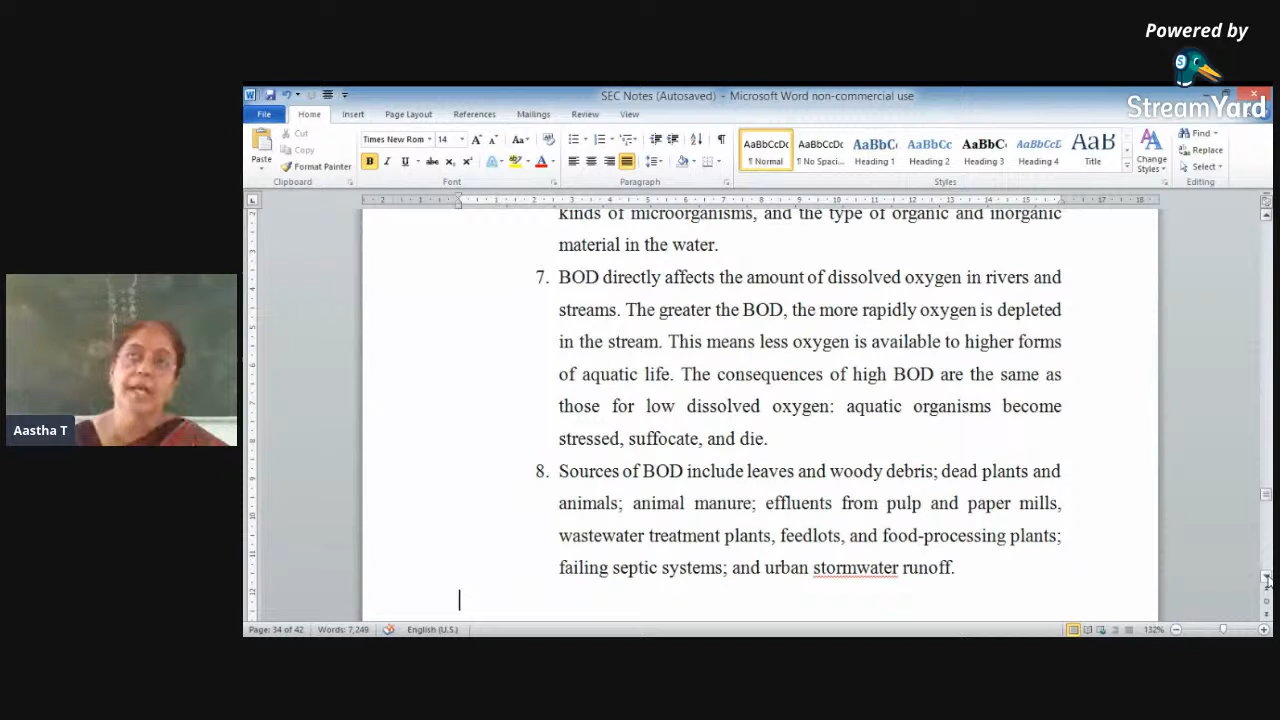 Powered by
StreamYard
SEC Notes (Autosaved) - Microsoft Word non-commercial use
File Home Insert Page Layout References Mailings Review View
Paste
Cut
Copy
Format Painter
Clipboard
Times New Rom 14
Font
Paragraph
AaBbCcDc AaBbCcDc AaBbC AaBbCc AaBbC AaBbCc AaB
¶ Normal ¶ No Spaci... Heading 1 Heading 2 Heading 3 Heading 4 Title
Change
Styles
Styles
Find
Replace
Select
Editing
kinds of microorganisms, and the type of organic and inorganic
material in the water.
7. BOD directly affects the amount of dissolved oxygen in rivers and
streams. The greater the BOD, the more rapidly oxygen is depleted
in the stream. This means less oxygen is available to higher forms
of aquatic life. The consequences of high BOD are the same as
those for low dissolved oxygen: aquatic organisms become
stressed, suffocate, and die.
8. Sources of BOD include leaves and woody debris; dead plants and
animals; animal manure; effluents from pulp and paper mills,
wastewater treatment plants, feedlots, and food-processing plants;
failing septic systems; and urban stormwater runoff.
Aastha T
Page: 34 of 42 Words: 7,249 English (U.S.) 132%